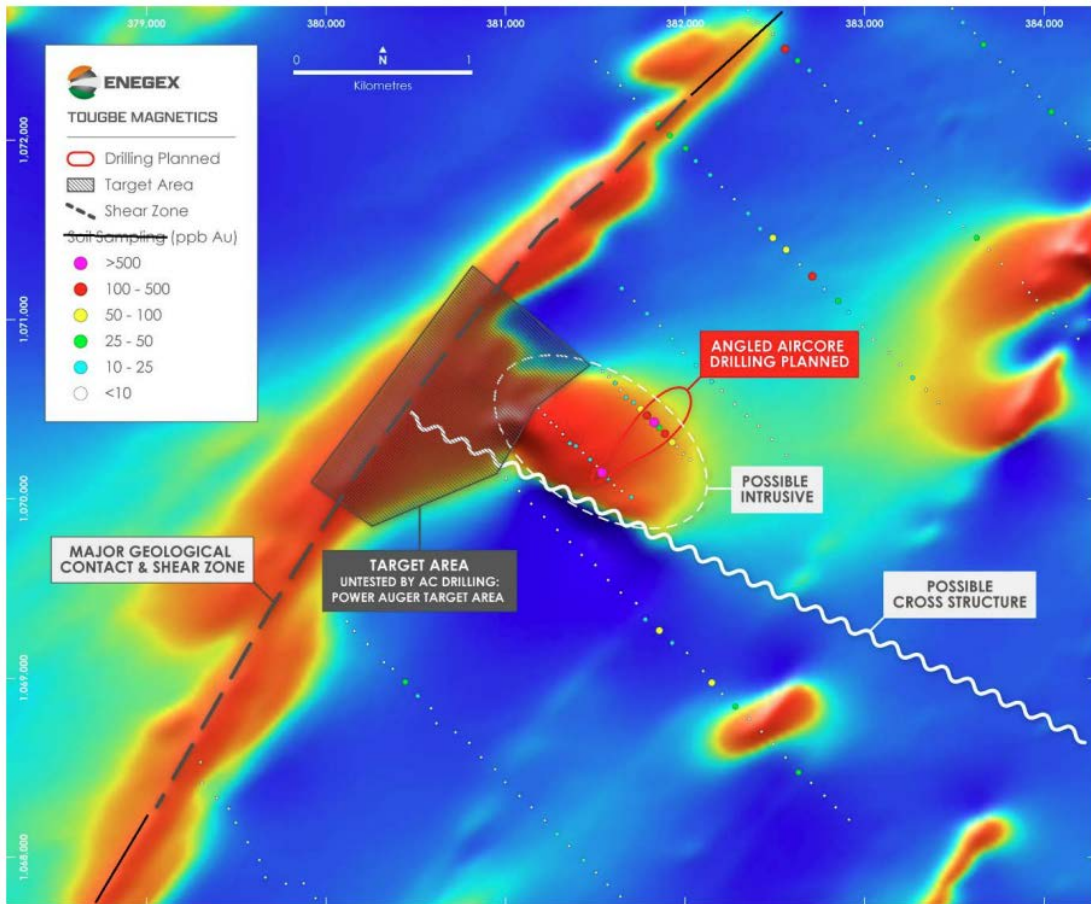 379,000
380,000
381,000
382,000
383,000
384,000
ENEGEX
TOUGBE MAGNETICS
Drilling Planned
Target Area
Shear Zone
Soil Sampling (ppb Au)
>500
100 - 500
50 - 100
25 - 50
10 - 25
<10
N
0
1
Kilometres
1,072,000
1,071,000
1,070,000
1,069,000
1,068,000
ANGLED AIRCORE
DRILLING PLANNED
POSSIBLE
INTRUSIVE
MAJOR GEOLOGICAL
CONTACT & SHEAR ZONE
TARGET AREA
UNTESTED BY AC DRILLING:
POWER AUGER TARGET AREA
POSSIBLE
CROSS STRUCTURE